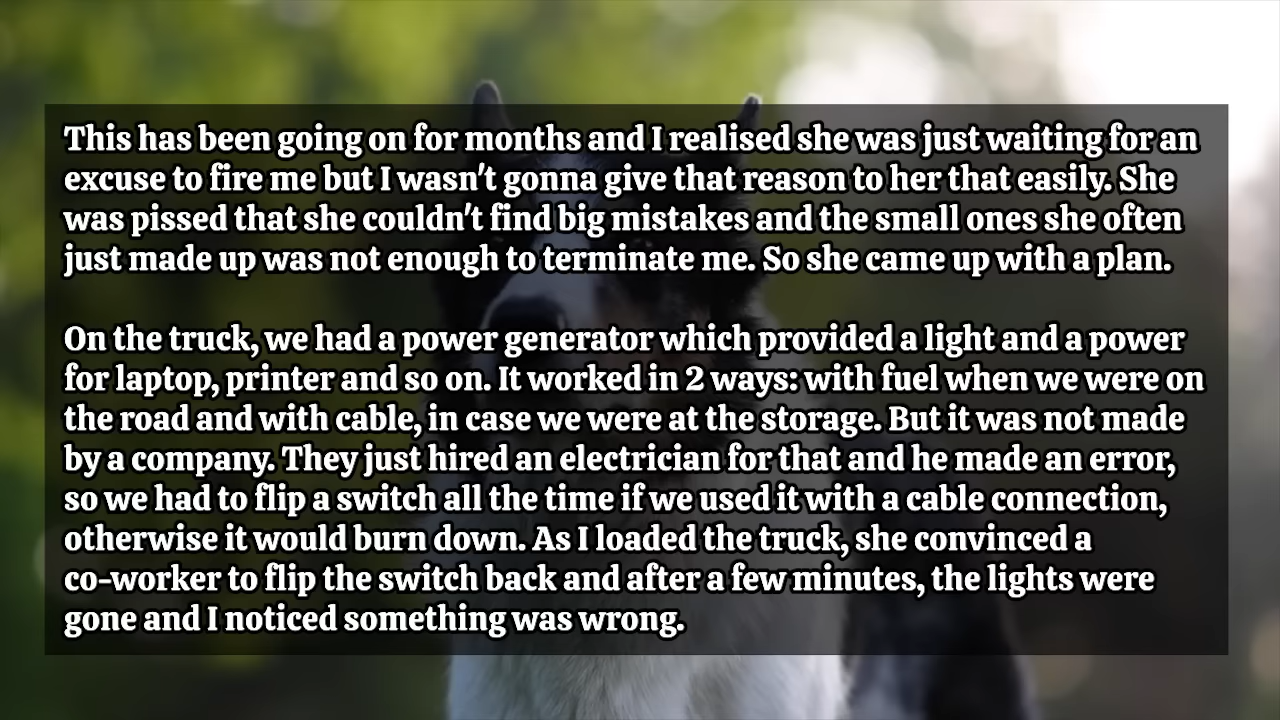 This has been going on for months and I realised she was just waiting for an
excuse to fire me but I wasn't gonna give that reason to her that easily. She
was pissed that she couldn't find big mistakes and the small ones she often
just made up was not enough to terminate me. So she came up with a plan.
On the truck, we had a power generator which provided a light and a power
for laptop, printer and so on. It worked in 2 ways: with fuel when we were on
the road and with cable, in case we were at the storage. But it was not made
by a company. They just hired an electrician for that and he made an error,
so we had to flip a switch all the time if we used it with a cable connection,
otherwise it would burn down. As I loaded the truck, she convinced a
co-worker to flip the switch back and after a few minutes, the lights were
gone and I noticed something was wrong.